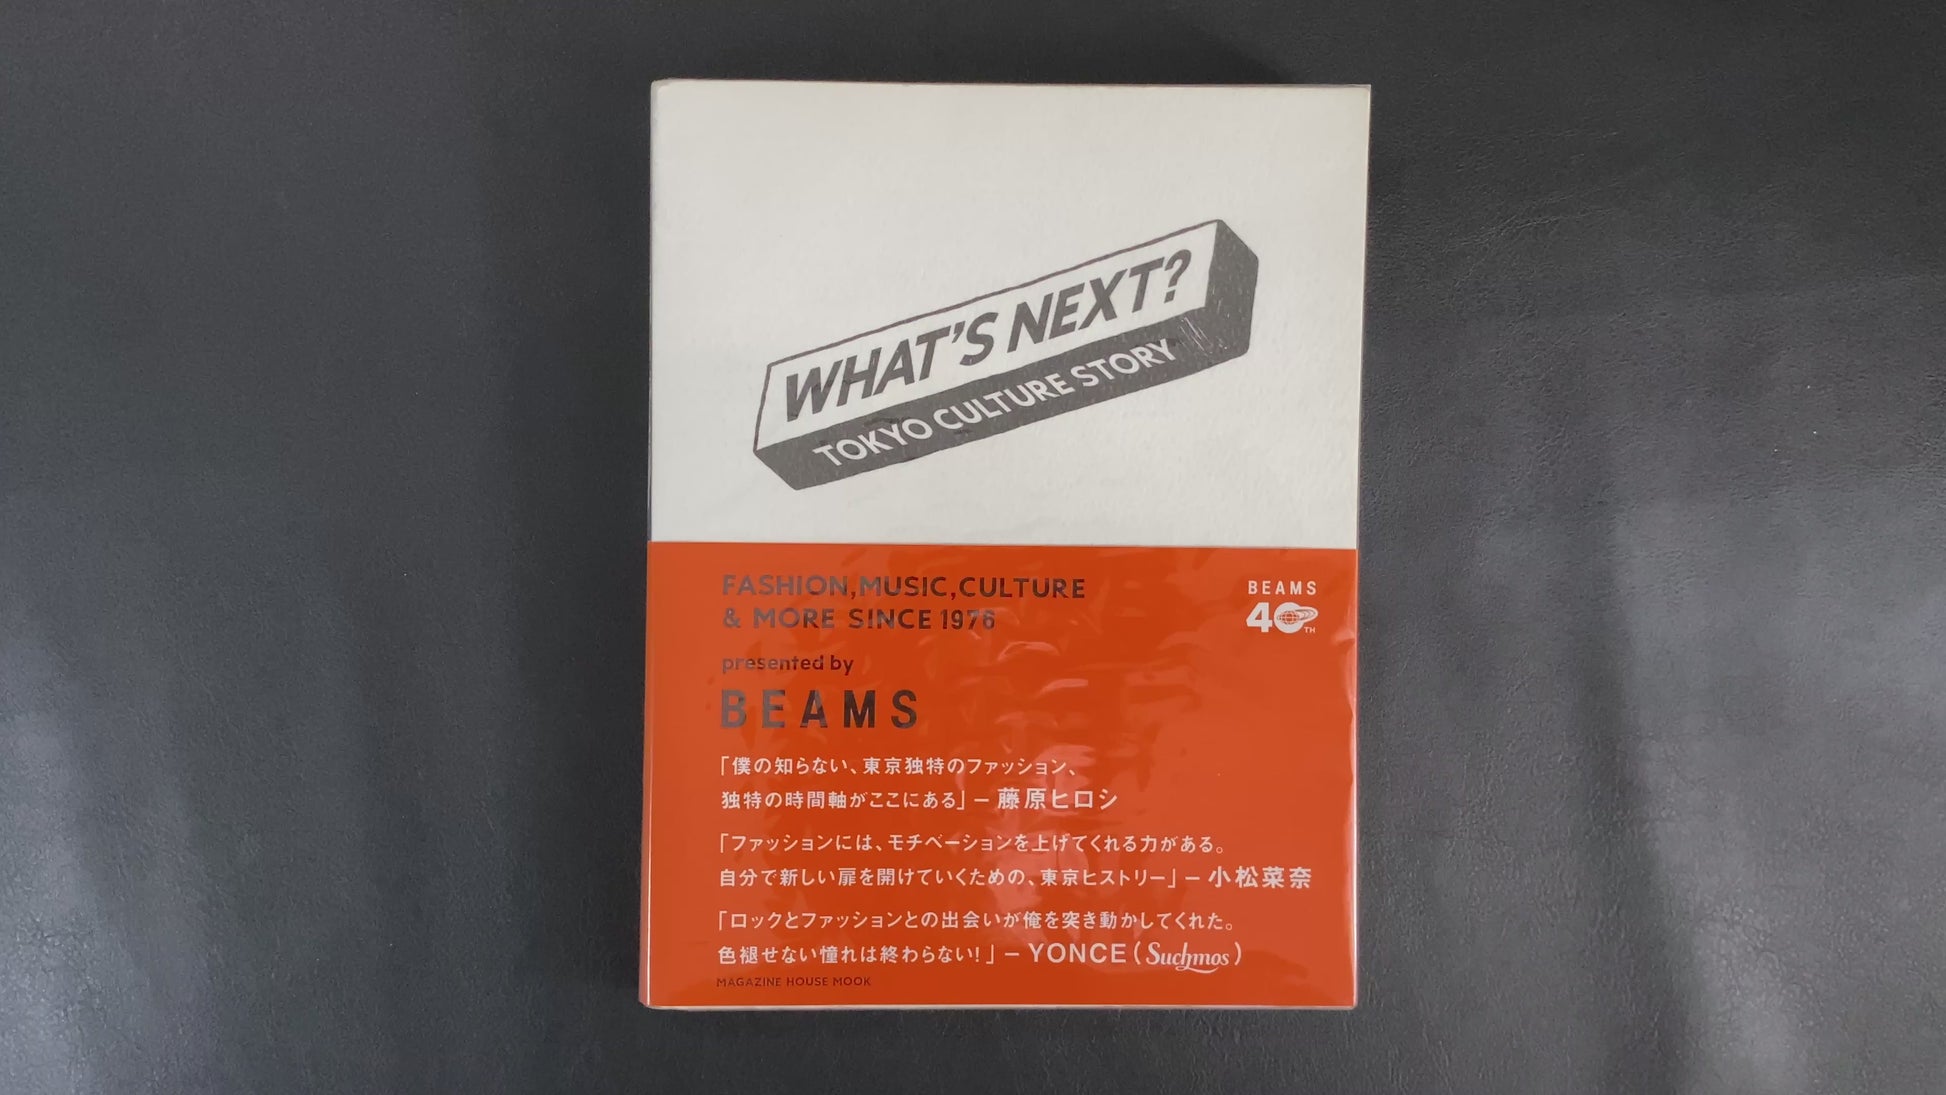 WHAT'S NEXT?
TOKYO CULTURE STORY
FASHION,MUSIC,CULTURE
& MORE SINCE 1976
BEAMS
40TH
presented by
BEAMS
「僕の知らない、東京独特のファッション、
独特の時間軸がここにある」– 藤原ヒロシ
「ファッションには、モチベーションを上げてくれる力がある。
自分で新しい扉を開けていくための、東京ヒストリー」– 小松菜奈
「ロックとファッションとの出会いが俺を突き動かしてくれた。
色褪せない憧れは終わらない!」– YONCE(Suchmos)
MAGAZINE HOUSE MOOK